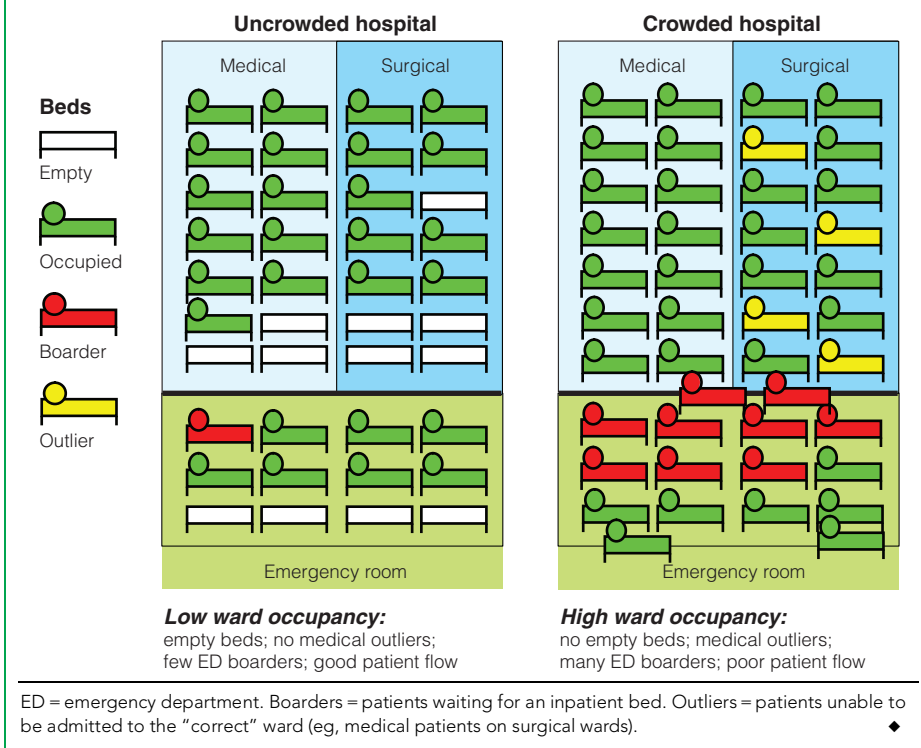 Uncrowded hospital
Crowded hospital
Medical
Surgical
Medical
Surgical
Beds
Empty
Occupied
Boarder
Outlier
Emergency room
Emergency room
Low ward occupancy:
empty beds; no medical outliers;
few ED boarders; good patient flow
High ward occupancy:
no empty beds; medical outliers;
many ED boarders; poor patient flow
ED = emergency department. Boarders = patients waiting for an inpatient bed. Outliers = patients unable to
be admitted to the “correct” ward (eg, medical patients on surgical wards). ◆